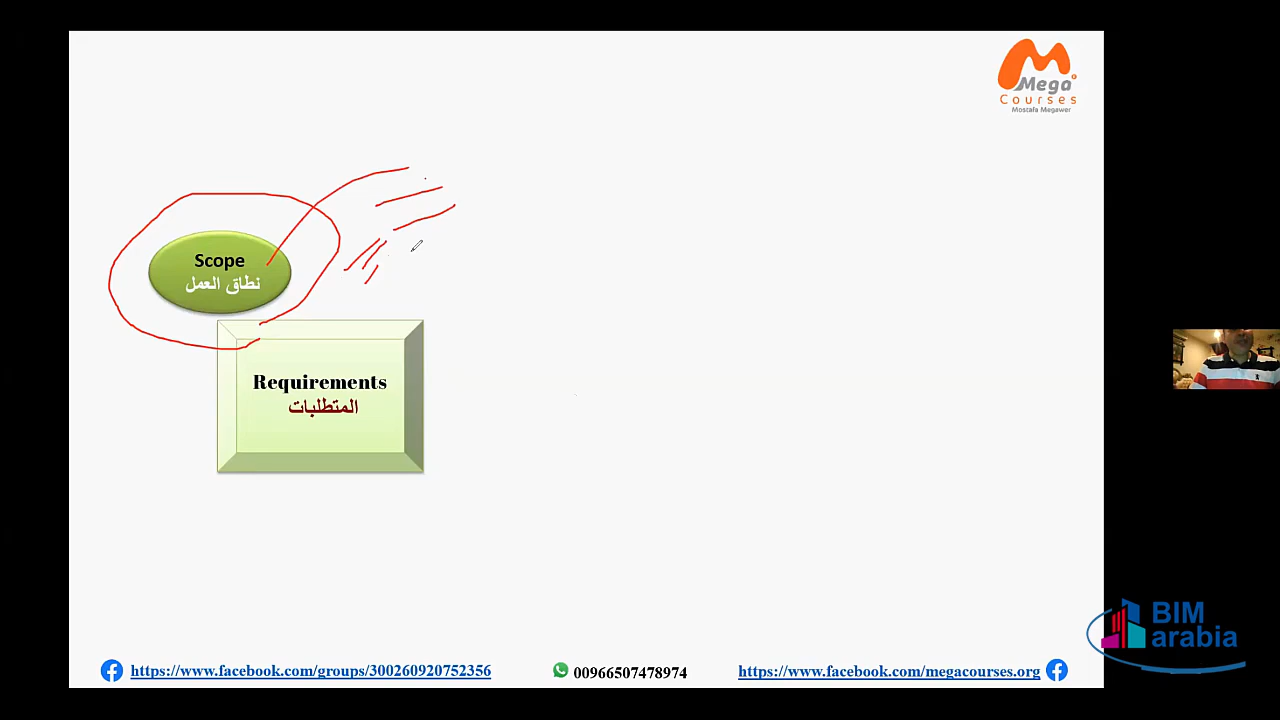 Mega
Courses
Mostafa Megawer
Scope
نطاق العمل
Requirements
المتطلبات
https://www.facebook.com/groups/300260920752356
00966507478974
https://www.facebook.com/megacourses.org
BIM
arabia